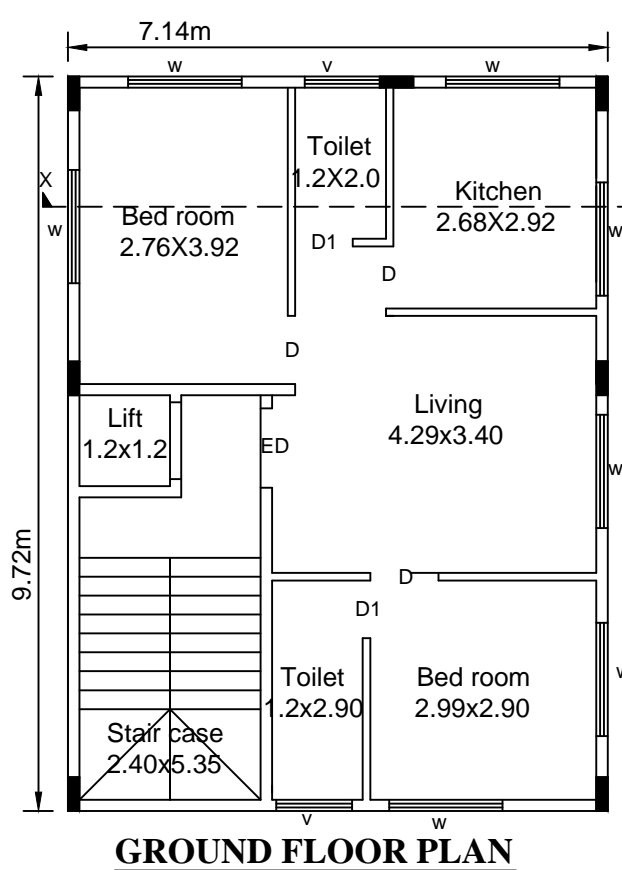 7.14m
w v w
Toilet
1.2X2.0
X
Kitchen
2.68X2.92
Bed room
2.76X3.92
w
w
D1
D
D
Lift
1.2x1.2
Living
4.29x3.40
ED
w
9.72m
D
D1
Toilet
1.2x2.90
Bed room
2.99x2.90
w
Stair case
2.40x5.35
v w
GROUND FLOOR PLAN